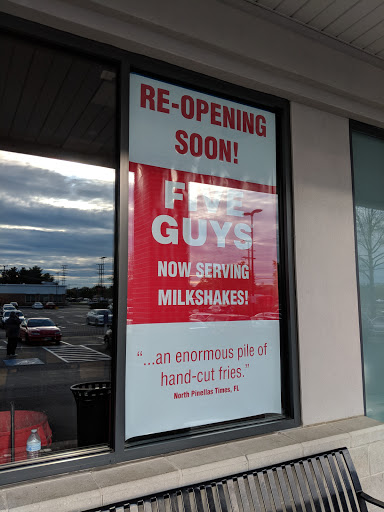 RE-OPENING
SOON!
FIVE
GUYS
NOW SERVING
MILKSHAKES!
"...an enormous pile of
hand-cut fries."
North Pinellas Times, FL